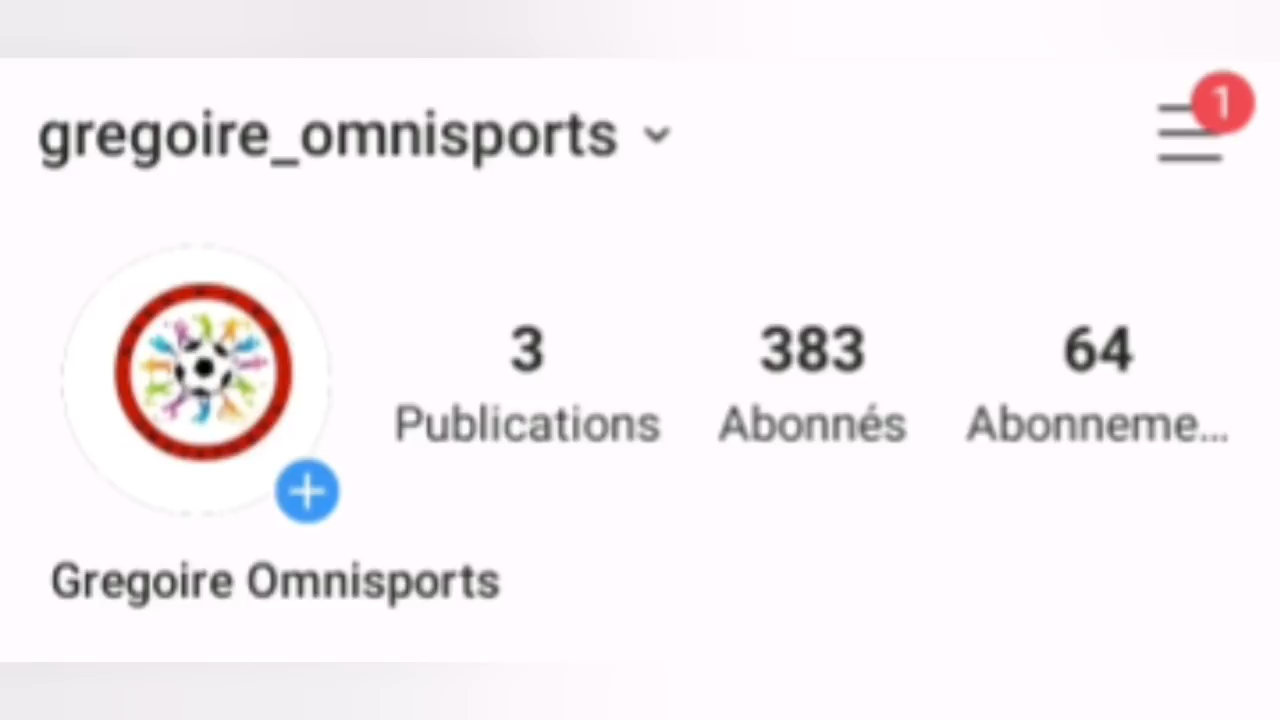 gregoire_omnisports
1
3 383 64
Publications Abonnés Abonneme...
Gregoire Omnisports